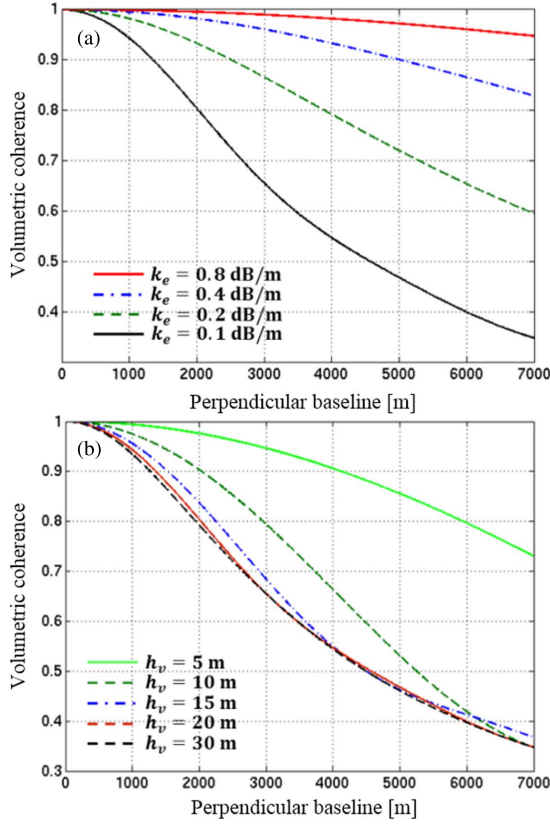 1
(a)
0.9
0.8
0.7
0.6
0.5
0.4
Volumetric coherence
k_e = 0.8 dB/m
k_e = 0.4 dB/m
k_e = 0.2 dB/m
k_e = 0.1 dB/m
0 1000 2000 3000 4000 5000 6000 7000
Perpendicular baseline [m]
1
(b)
0.9
0.8
0.7
0.6
0.5
0.4
0.3
Volumetric coherence
h_v = 5 m
h_v = 10 m
h_v = 15 m
h_v = 20 m
h_v = 30 m
0 1000 2000 3000 4000 5000 6000 7000
Perpendicular baseline [m]